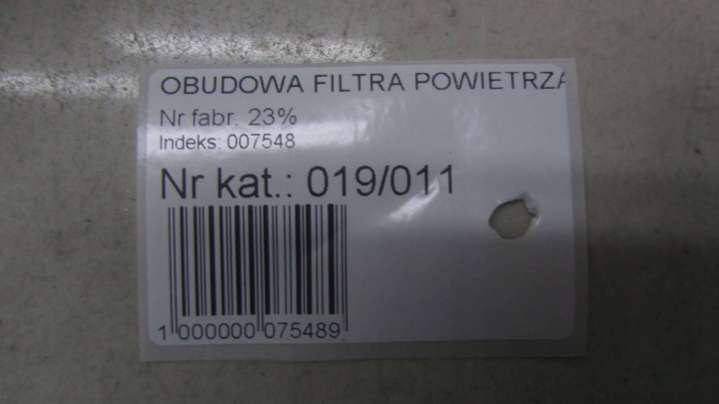 OBUDOWA FILTRA POWIETRZA
Nr fabr. 23%
Indeks: 007548
Nr kat.: 019/011
1 000000 075489